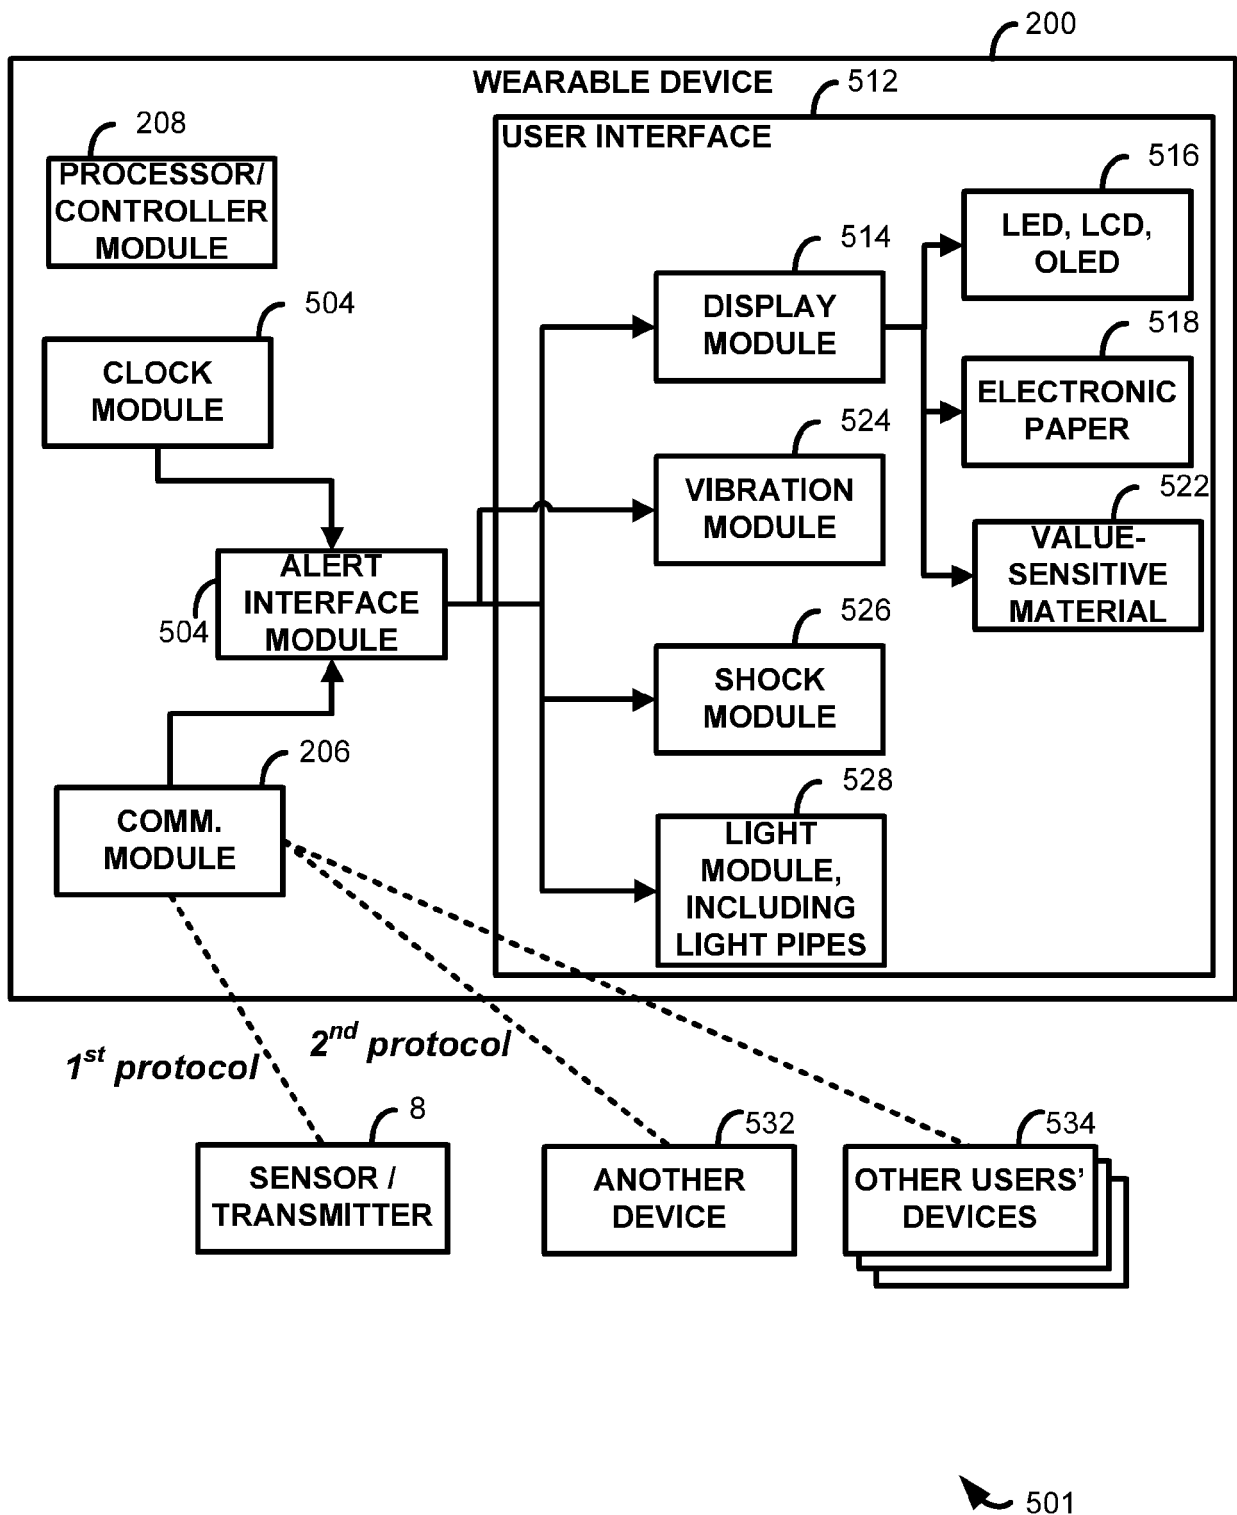 200
WEARABLE DEVICE
512
USER INTERFACE
208
PROCESSOR/
CONTROLLER
MODULE
504
CLOCK
MODULE
ALERT
INTERFACE
MODULE
504
206
COMM.
MODULE
514
DISPLAY
MODULE
516
LED, LCD,
OLED
518
ELECTRONIC
PAPER
522
VALUE-
SENSITIVE
MATERIAL
524
VIBRATION
MODULE
526
SHOCK
MODULE
528
LIGHT
MODULE,
INCLUDING
LIGHT PIPES
1st protocol
2nd protocol
8
SENSOR /
TRANSMITTER
532
ANOTHER
DEVICE
534
OTHER USERS’
DEVICES
501